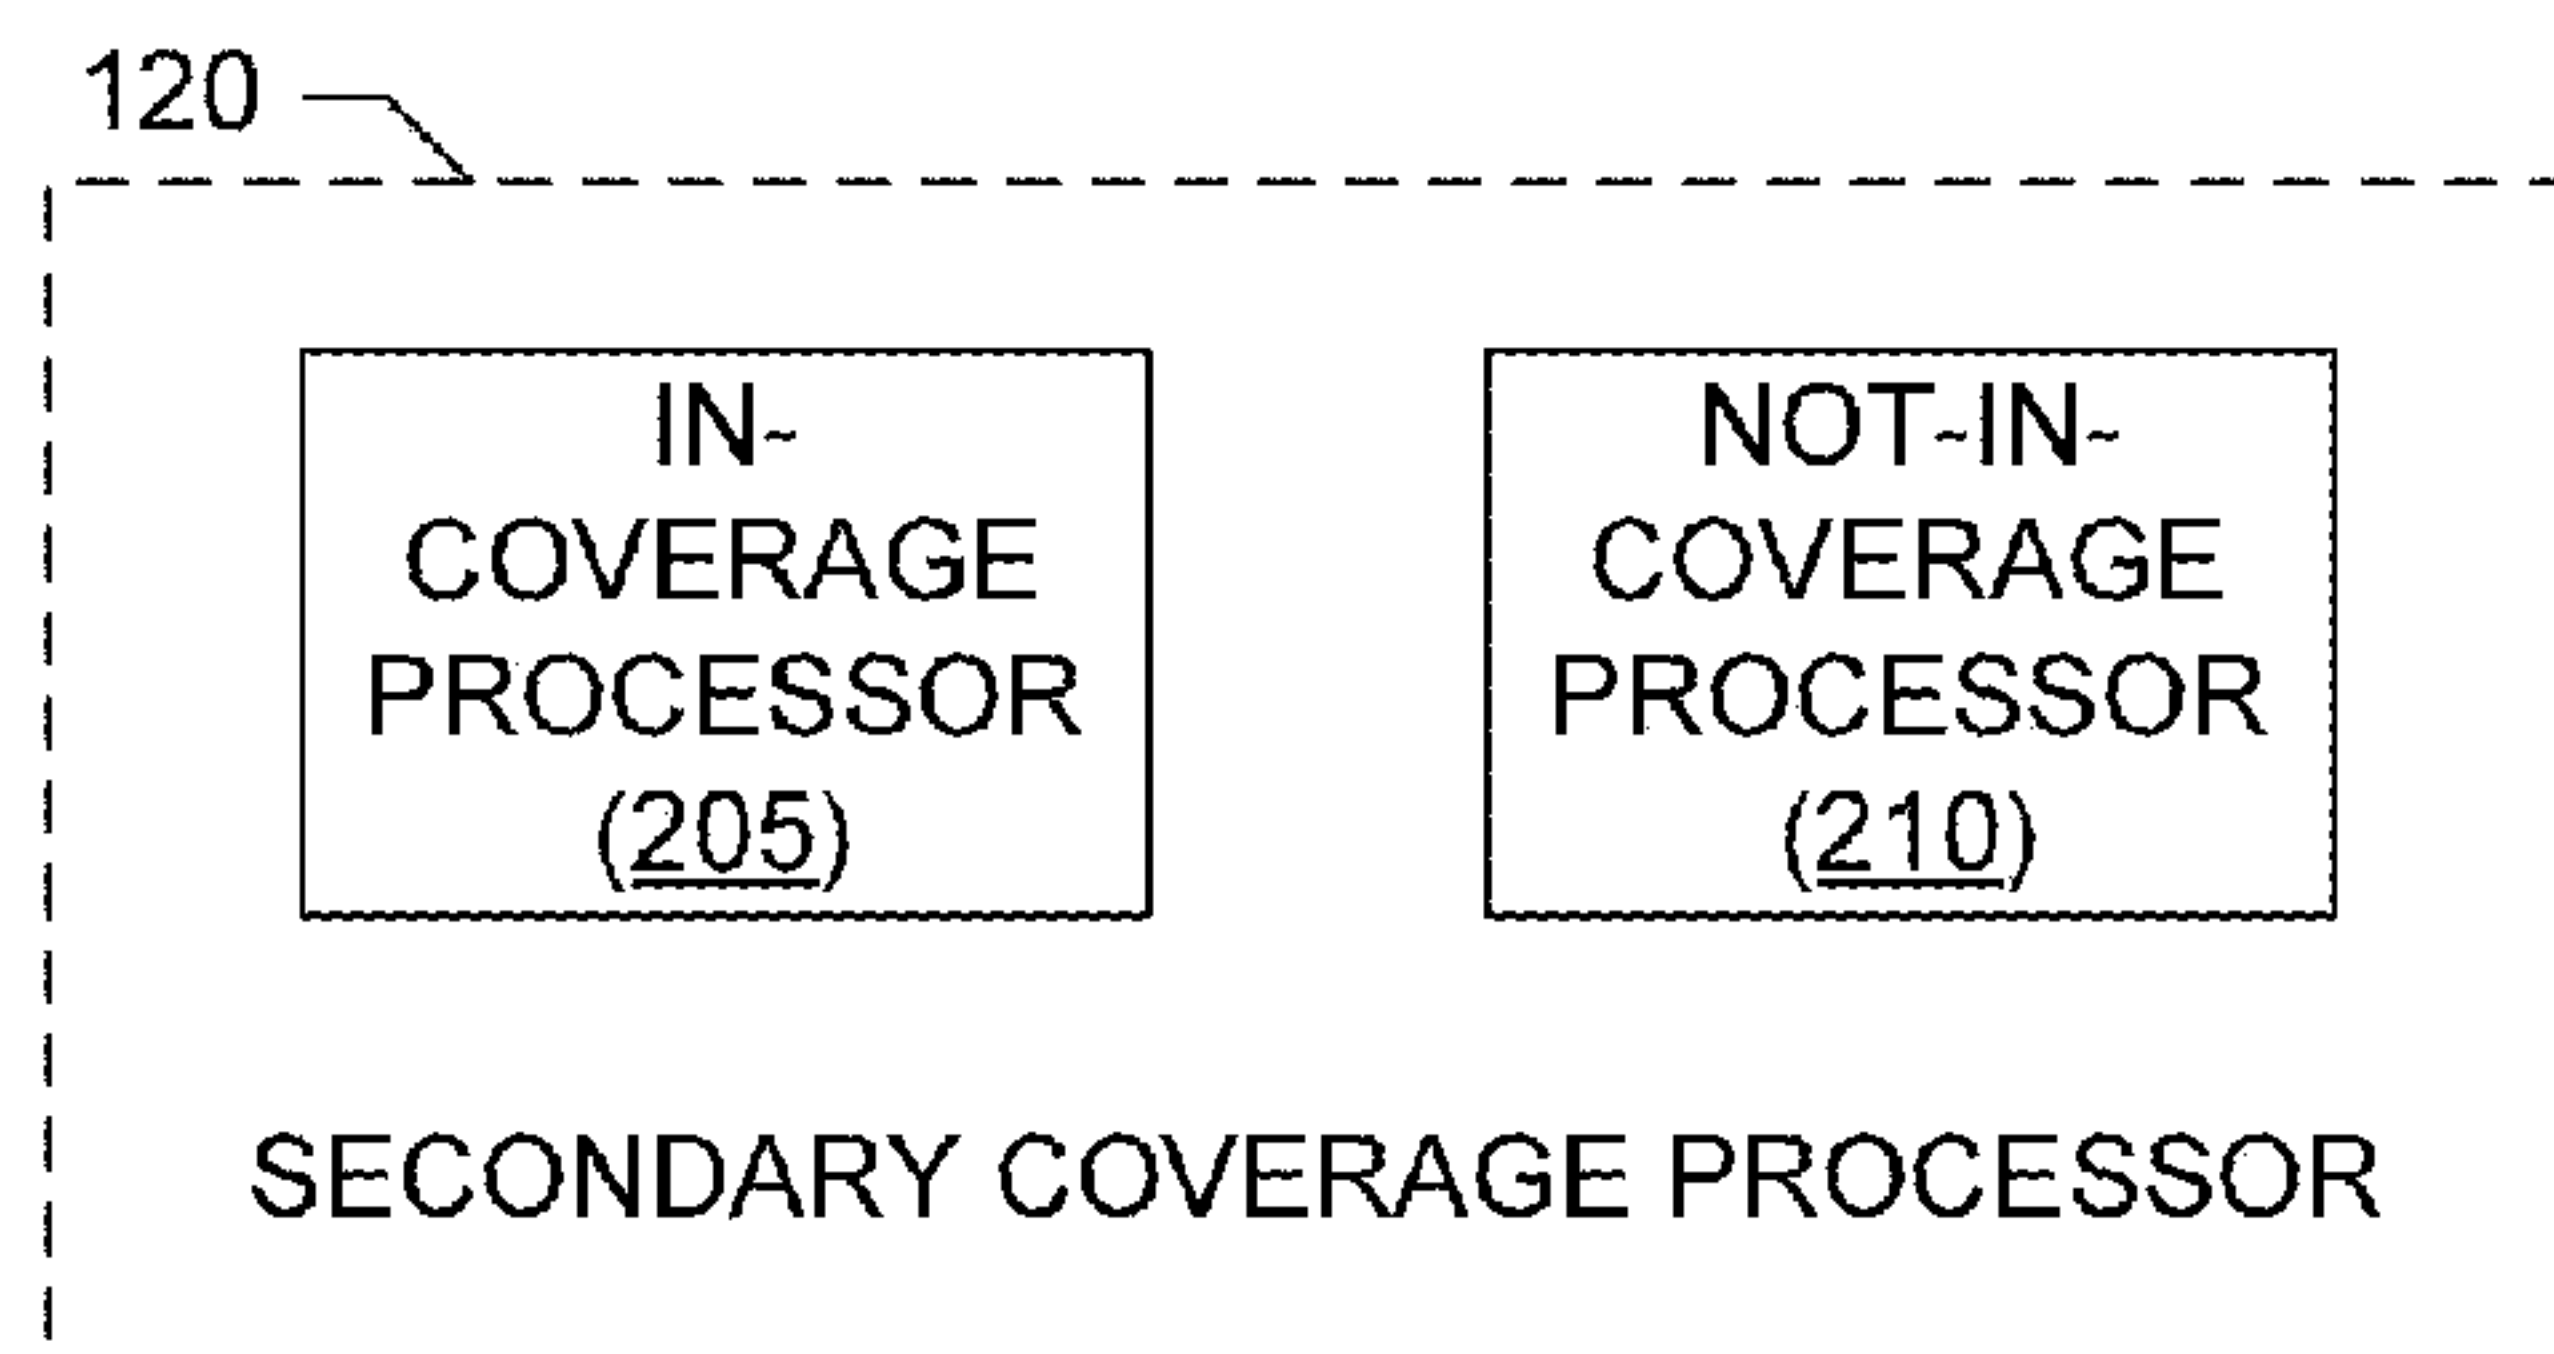 120
IN-
COVERAGE
PROCESSOR
(205)
NOT-IN-
COVERAGE
PROCESSOR
(210)
SECONDARY COVERAGE PROCESSOR